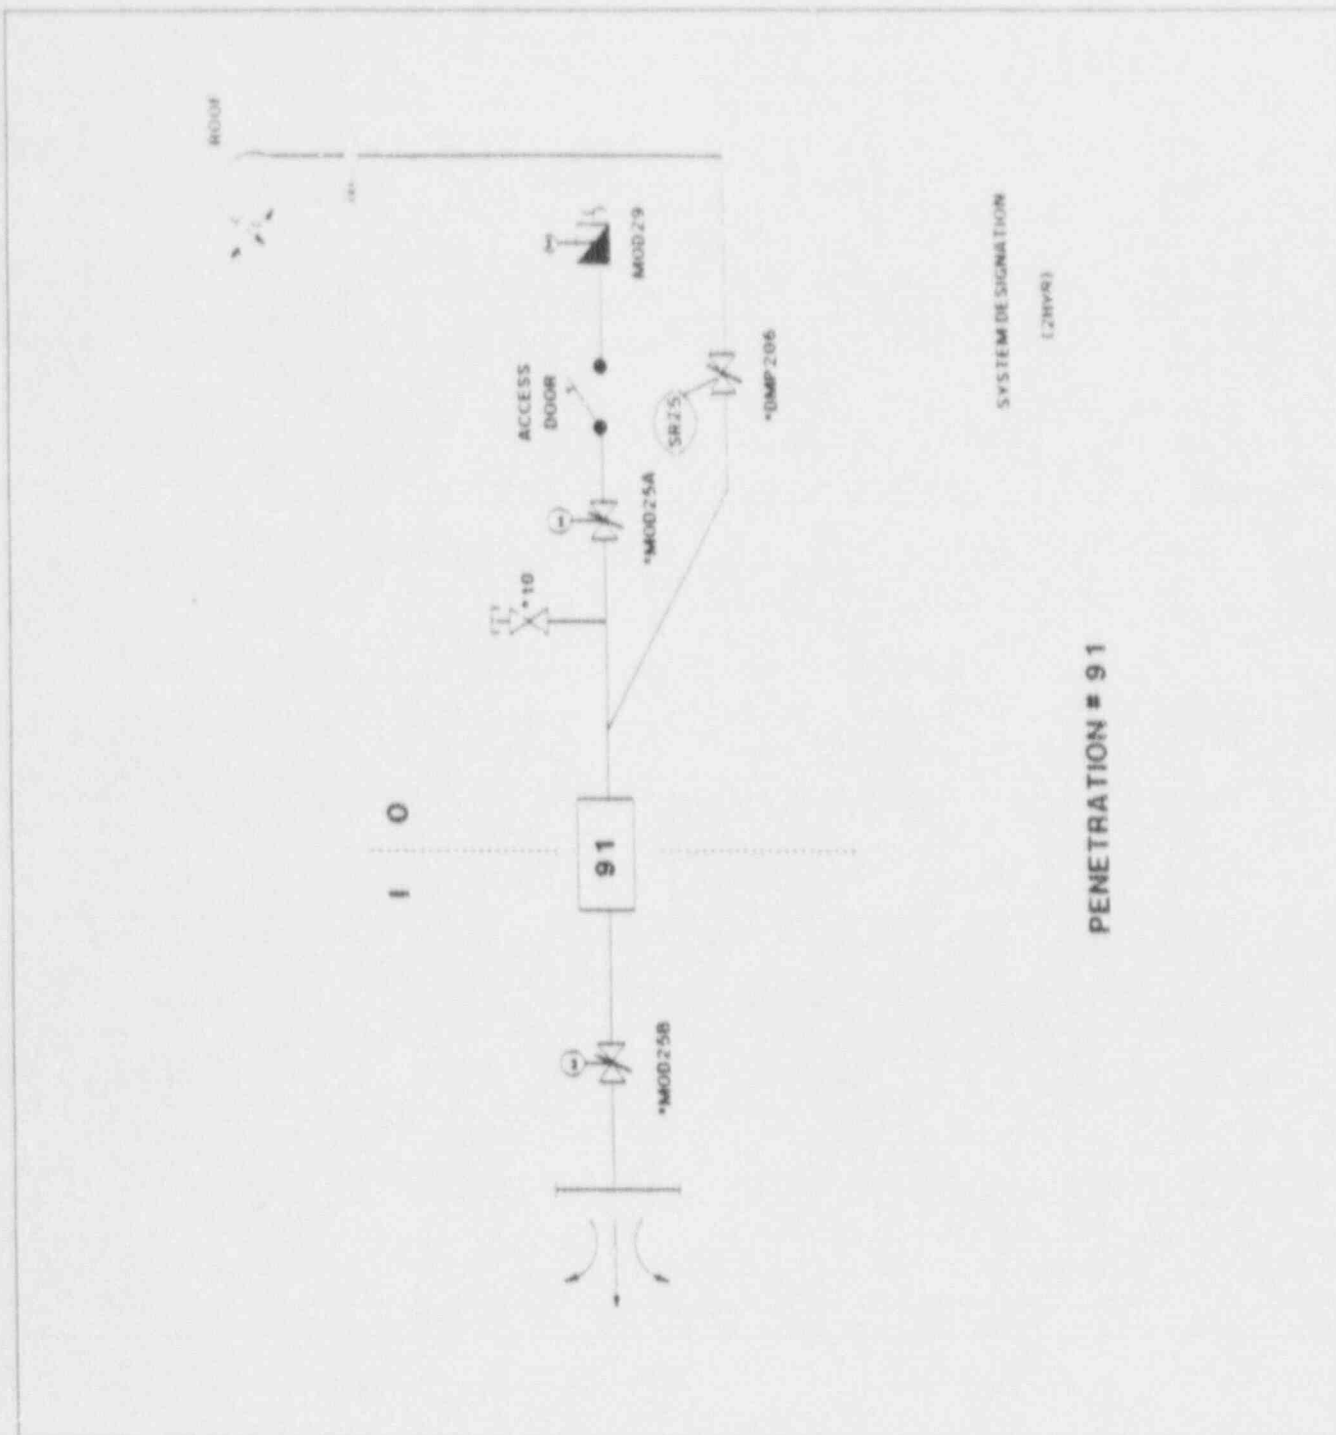 ROOF
MOD29
ACCESS
DOOR
SR25
*DMP206
*MOD25A
*10
I O
91
*MOD25B
SYSTEM DESIGNATION
(2HVR)
PENETRATION # 91